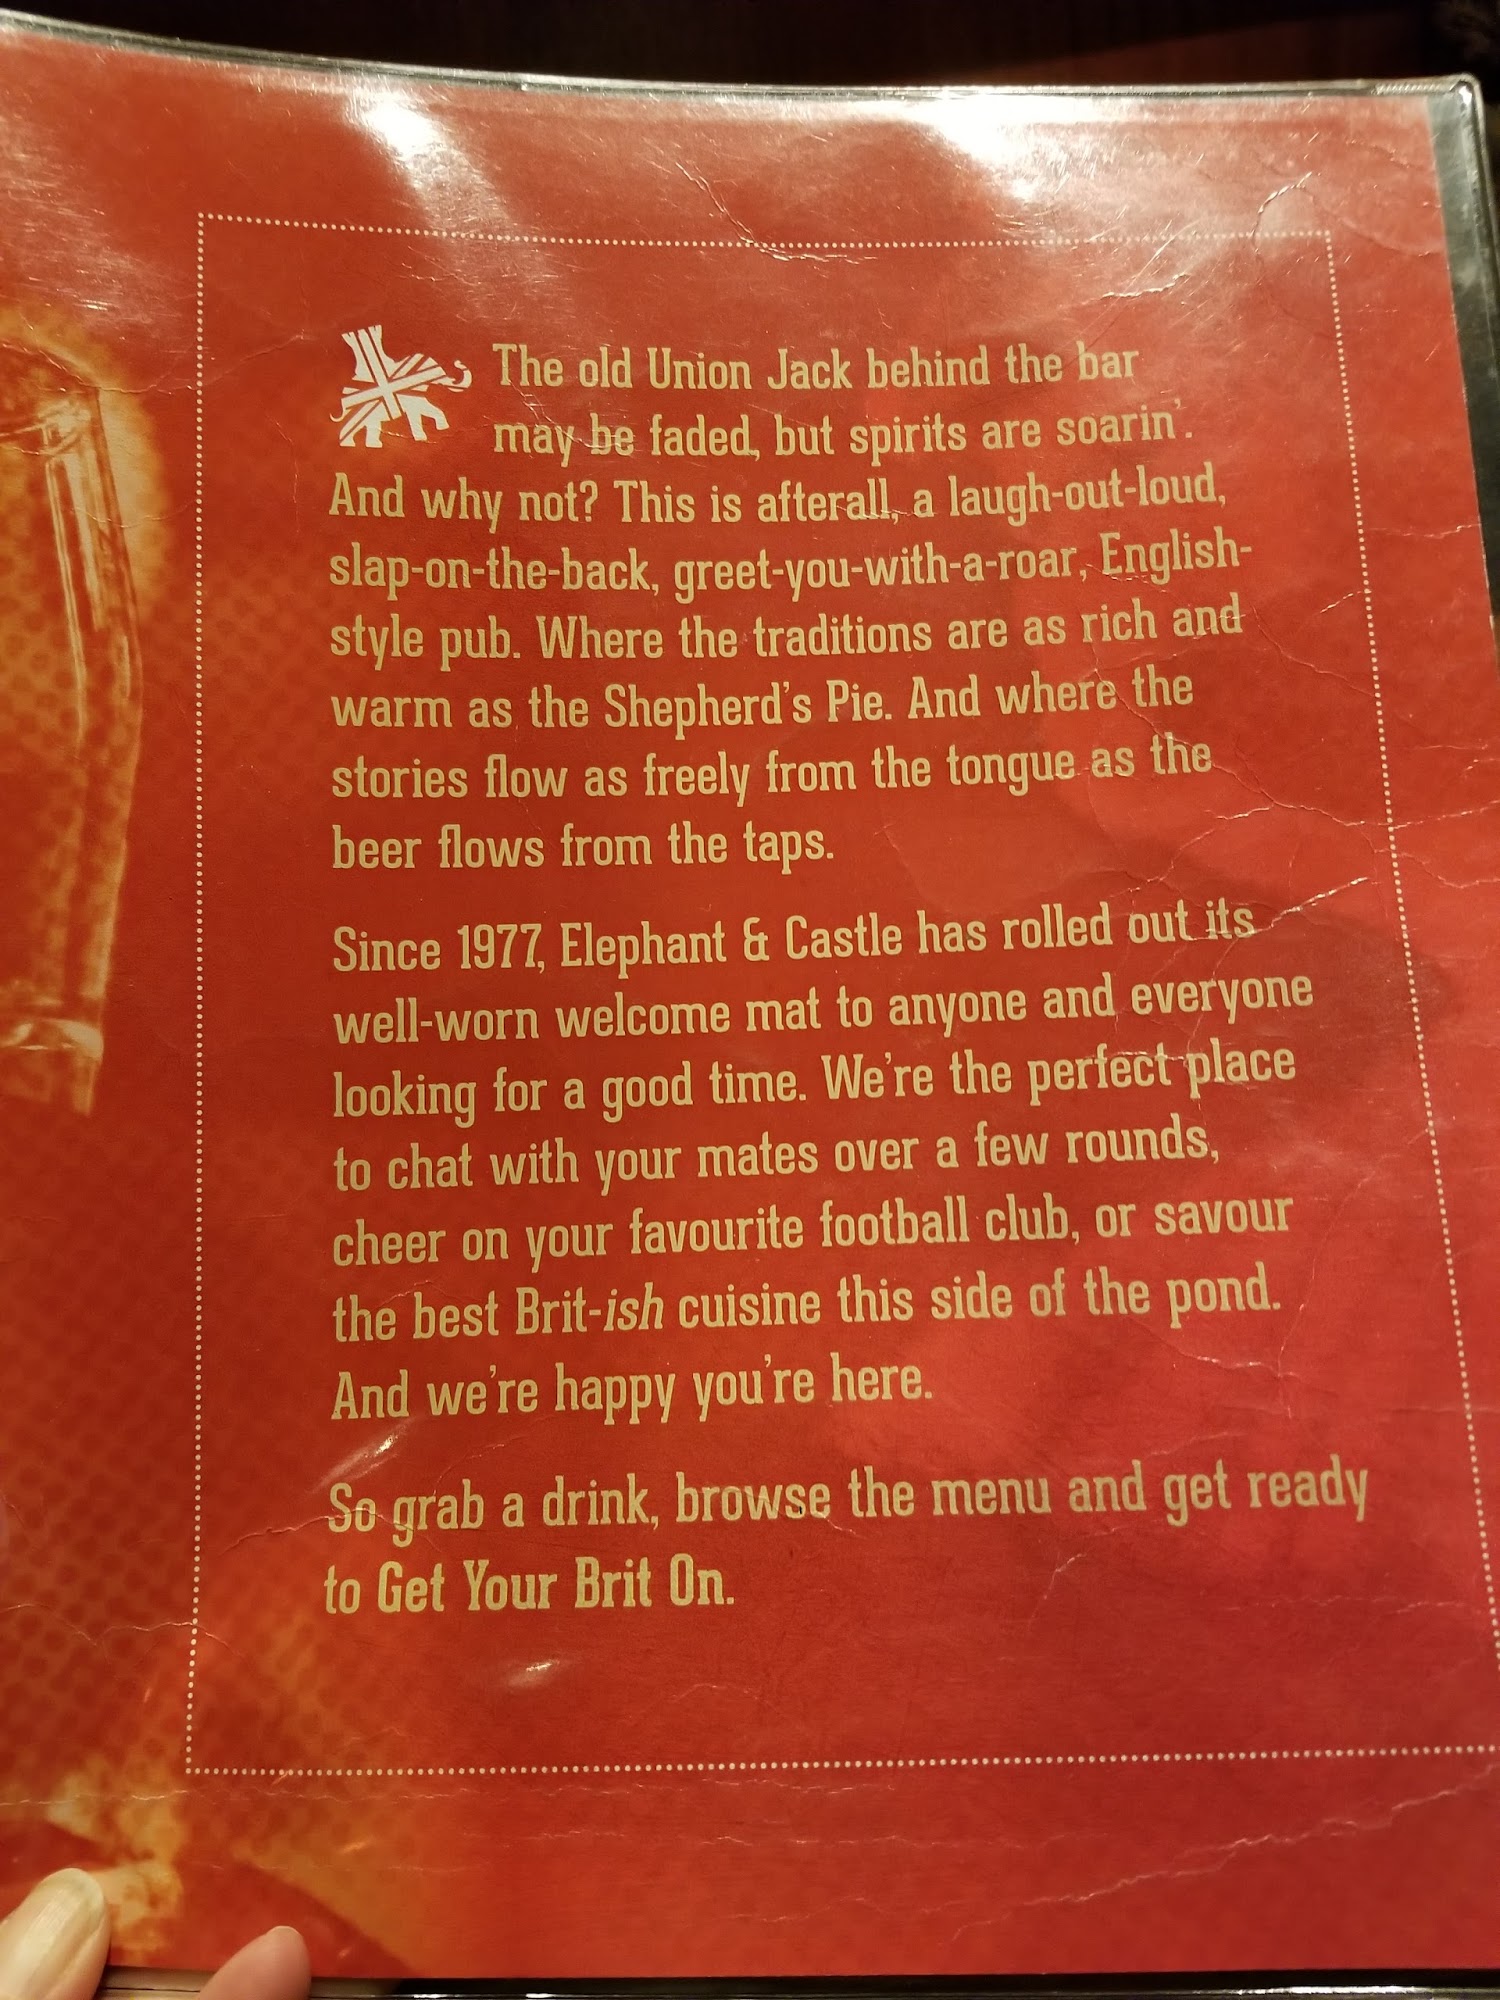 The old Union Jack behind the bar
may be faded, but spirits are soarin'.
And why not? This is afterall, a laugh-out-loud,
slap-on-the-back, greet-you-with-a-roar, English-
style pub. Where the traditions are as rich and
warm as the Shepherd's Pie. And where the
stories flow as freely from the tongue as the
beer flows from the taps.
Since 1977, Elephant & Castle has rolled out its
well-worn welcome mat to anyone and everyone
looking for a good time. We're the perfect place
to chat with your mates over a few rounds,
cheer on your favourite football club, or savour
the best Brit-ish cuisine this side of the pond.
And we're happy you're here.
So grab a drink, browse the menu and get ready
to Get Your Brit On.